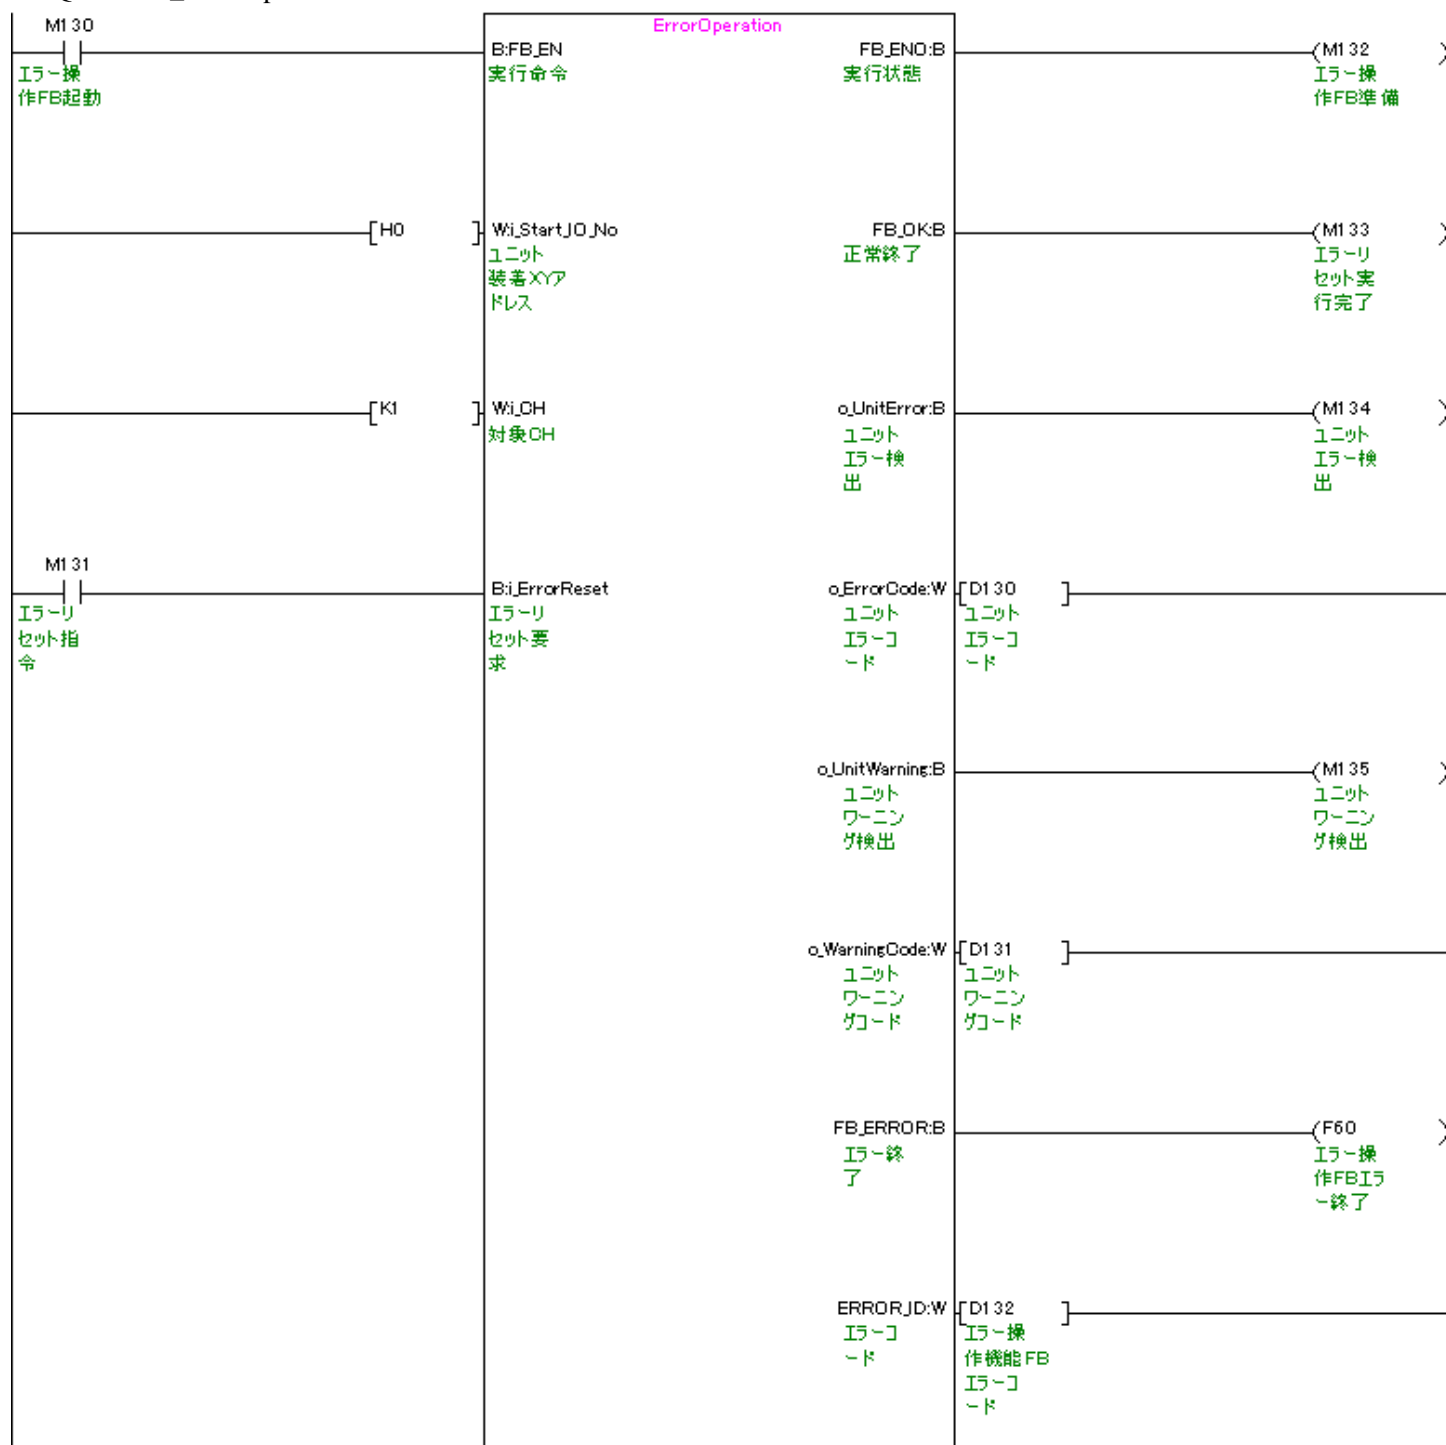 M130
エラー操
作FB起動
ErrorOperation
B:FB_EN
実行命令
FB_ENO:B
実行状態
M132
エラー操
作FB準備
H0
W:i_Start_IO_No
ユニット
装着XYア
ドレス
FB_OK:B
正常終了
M133
エラーリ
セット実
行完了
K1
W:i_CH
対象CH
o_UnitError:B
ユニット
エラー検
出
M134
ユニット
エラー検
出
M131
エラーリ
セット指
令
B:i_ErrorReset
エラーリ
セット要
求
o_ErrorCode:W
ユニット
エラーコ
ード
D130
ユニット
エラーコ
ード
o_UnitWarning:B
ユニット
ワーニン
グ検出
M135
ユニット
ワーニン
グ検出
o_WarningCode:W
ユニット
ワーニン
グコード
D131
ユニット
ワーニン
グコード
FB_ERROR:B
エラー終
了
F60
エラー操
作FBエラ
ー終了
ERROR_ID:W
エラーコ
ード
D132
エラー操
作機能FB
エラーコ
ード